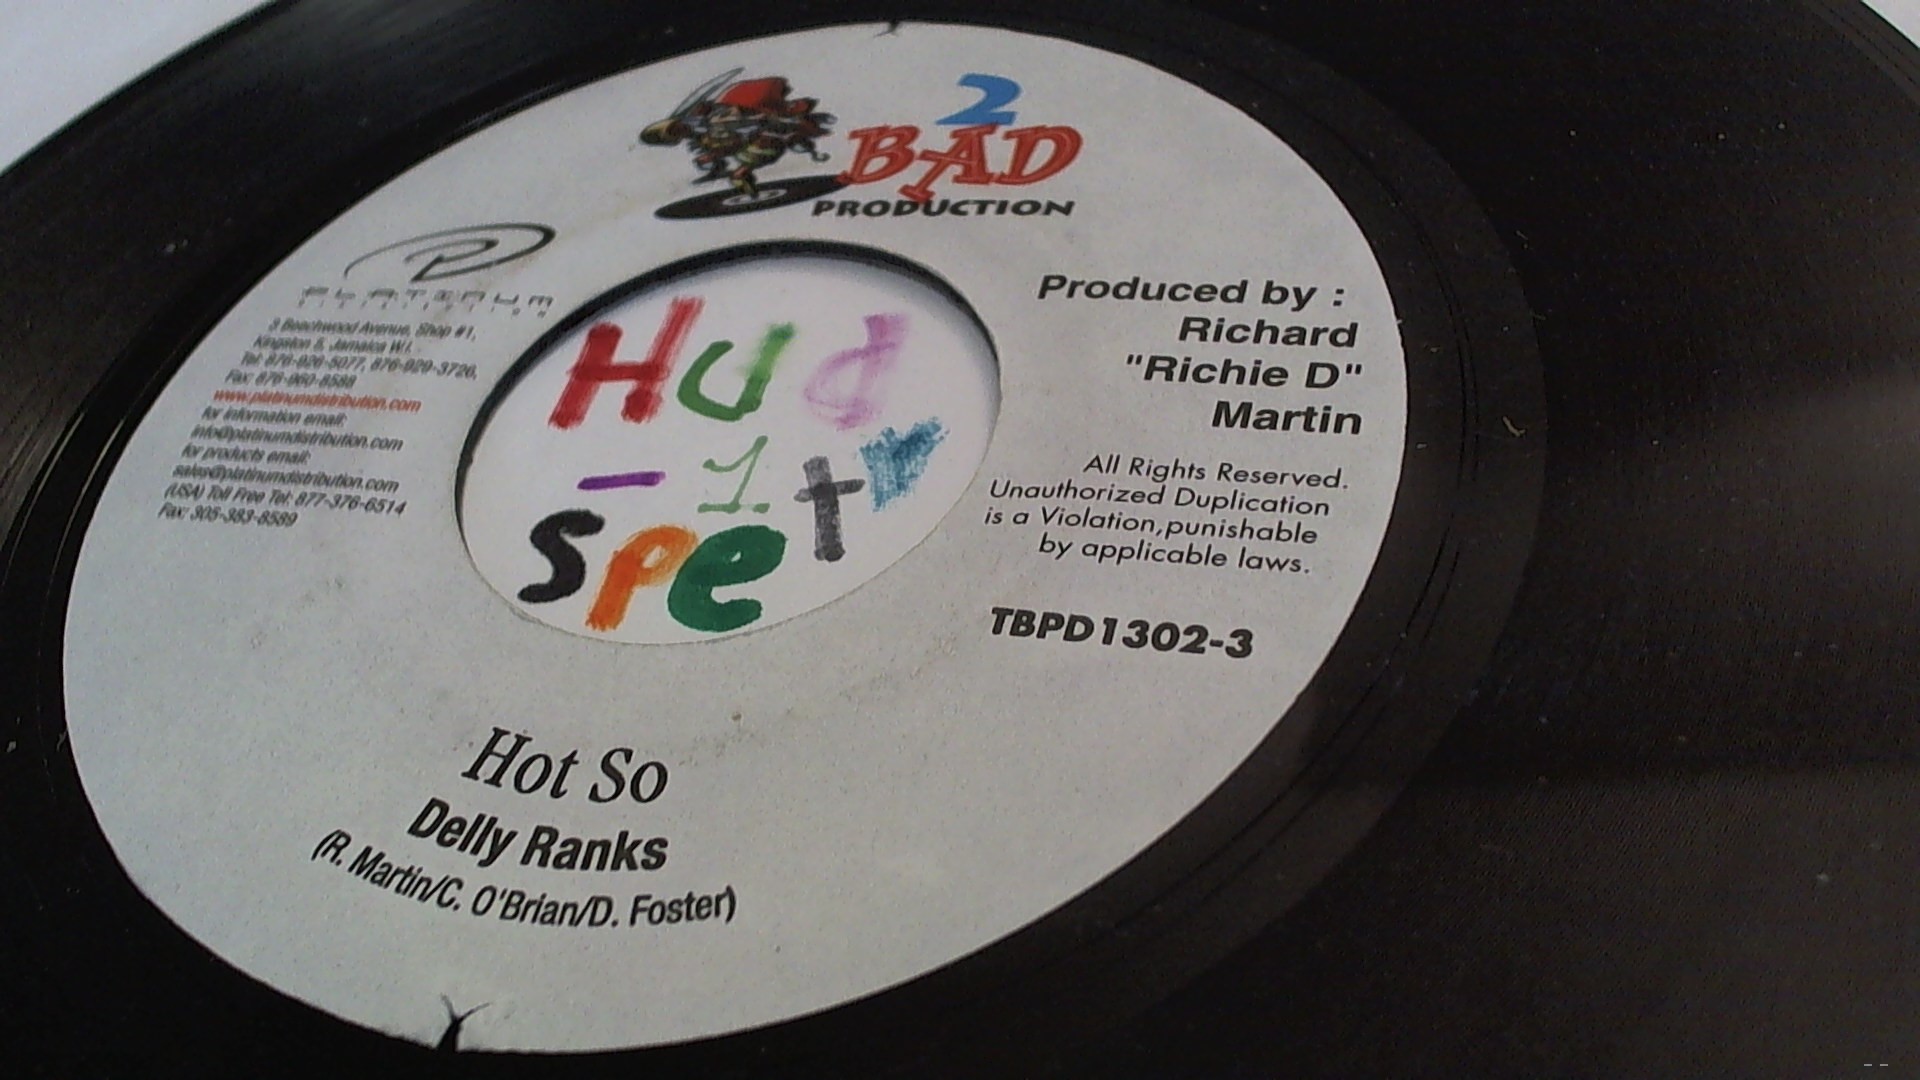 2
BAD
PRODUCTION
PLATINUM
3 Beechwood Avenue, Shop #1,
Kingston 5, Jamaica W.I.
Tel: 876-926-5077, 876-929-3726,
Fax: 876-960-8588
www.platinumdistribution.com
for information email:
info@platinumdistribution.com
for products email:
sales@platinumdistribution.com
(USA) Toll Free Tel: 877-376-6514
Fax: 305-383-8589
Hud
-1
spety
Produced by :
Richard
"Richie D"
Martin
All Rights Reserved.
Unauthorized Duplication
is a Violation,punishable
by applicable laws.
TBPD1302-3
Hot So
Delly Ranks
(R. Martin/C. O'Brian/D. Foster)